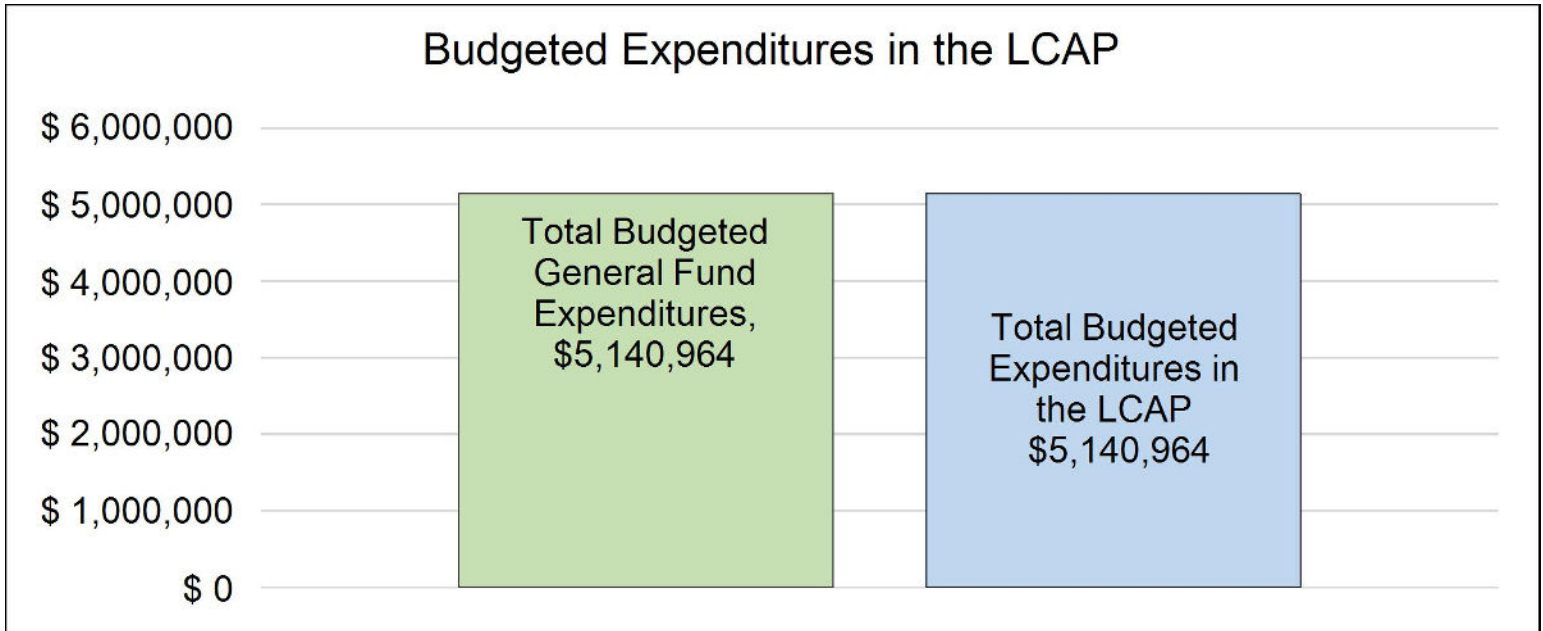 Budgeted Expenditures in the LCAP
$ 6,000,000
$ 5,000,000
$ 4,000,000
$ 3,000,000
$ 2,000,000
$ 1,000,000
$ 0
Total Budgeted
General Fund
Expenditures,
$5,140,964
Total Budgeted
Expenditures in
the LCAP
$5,140,964